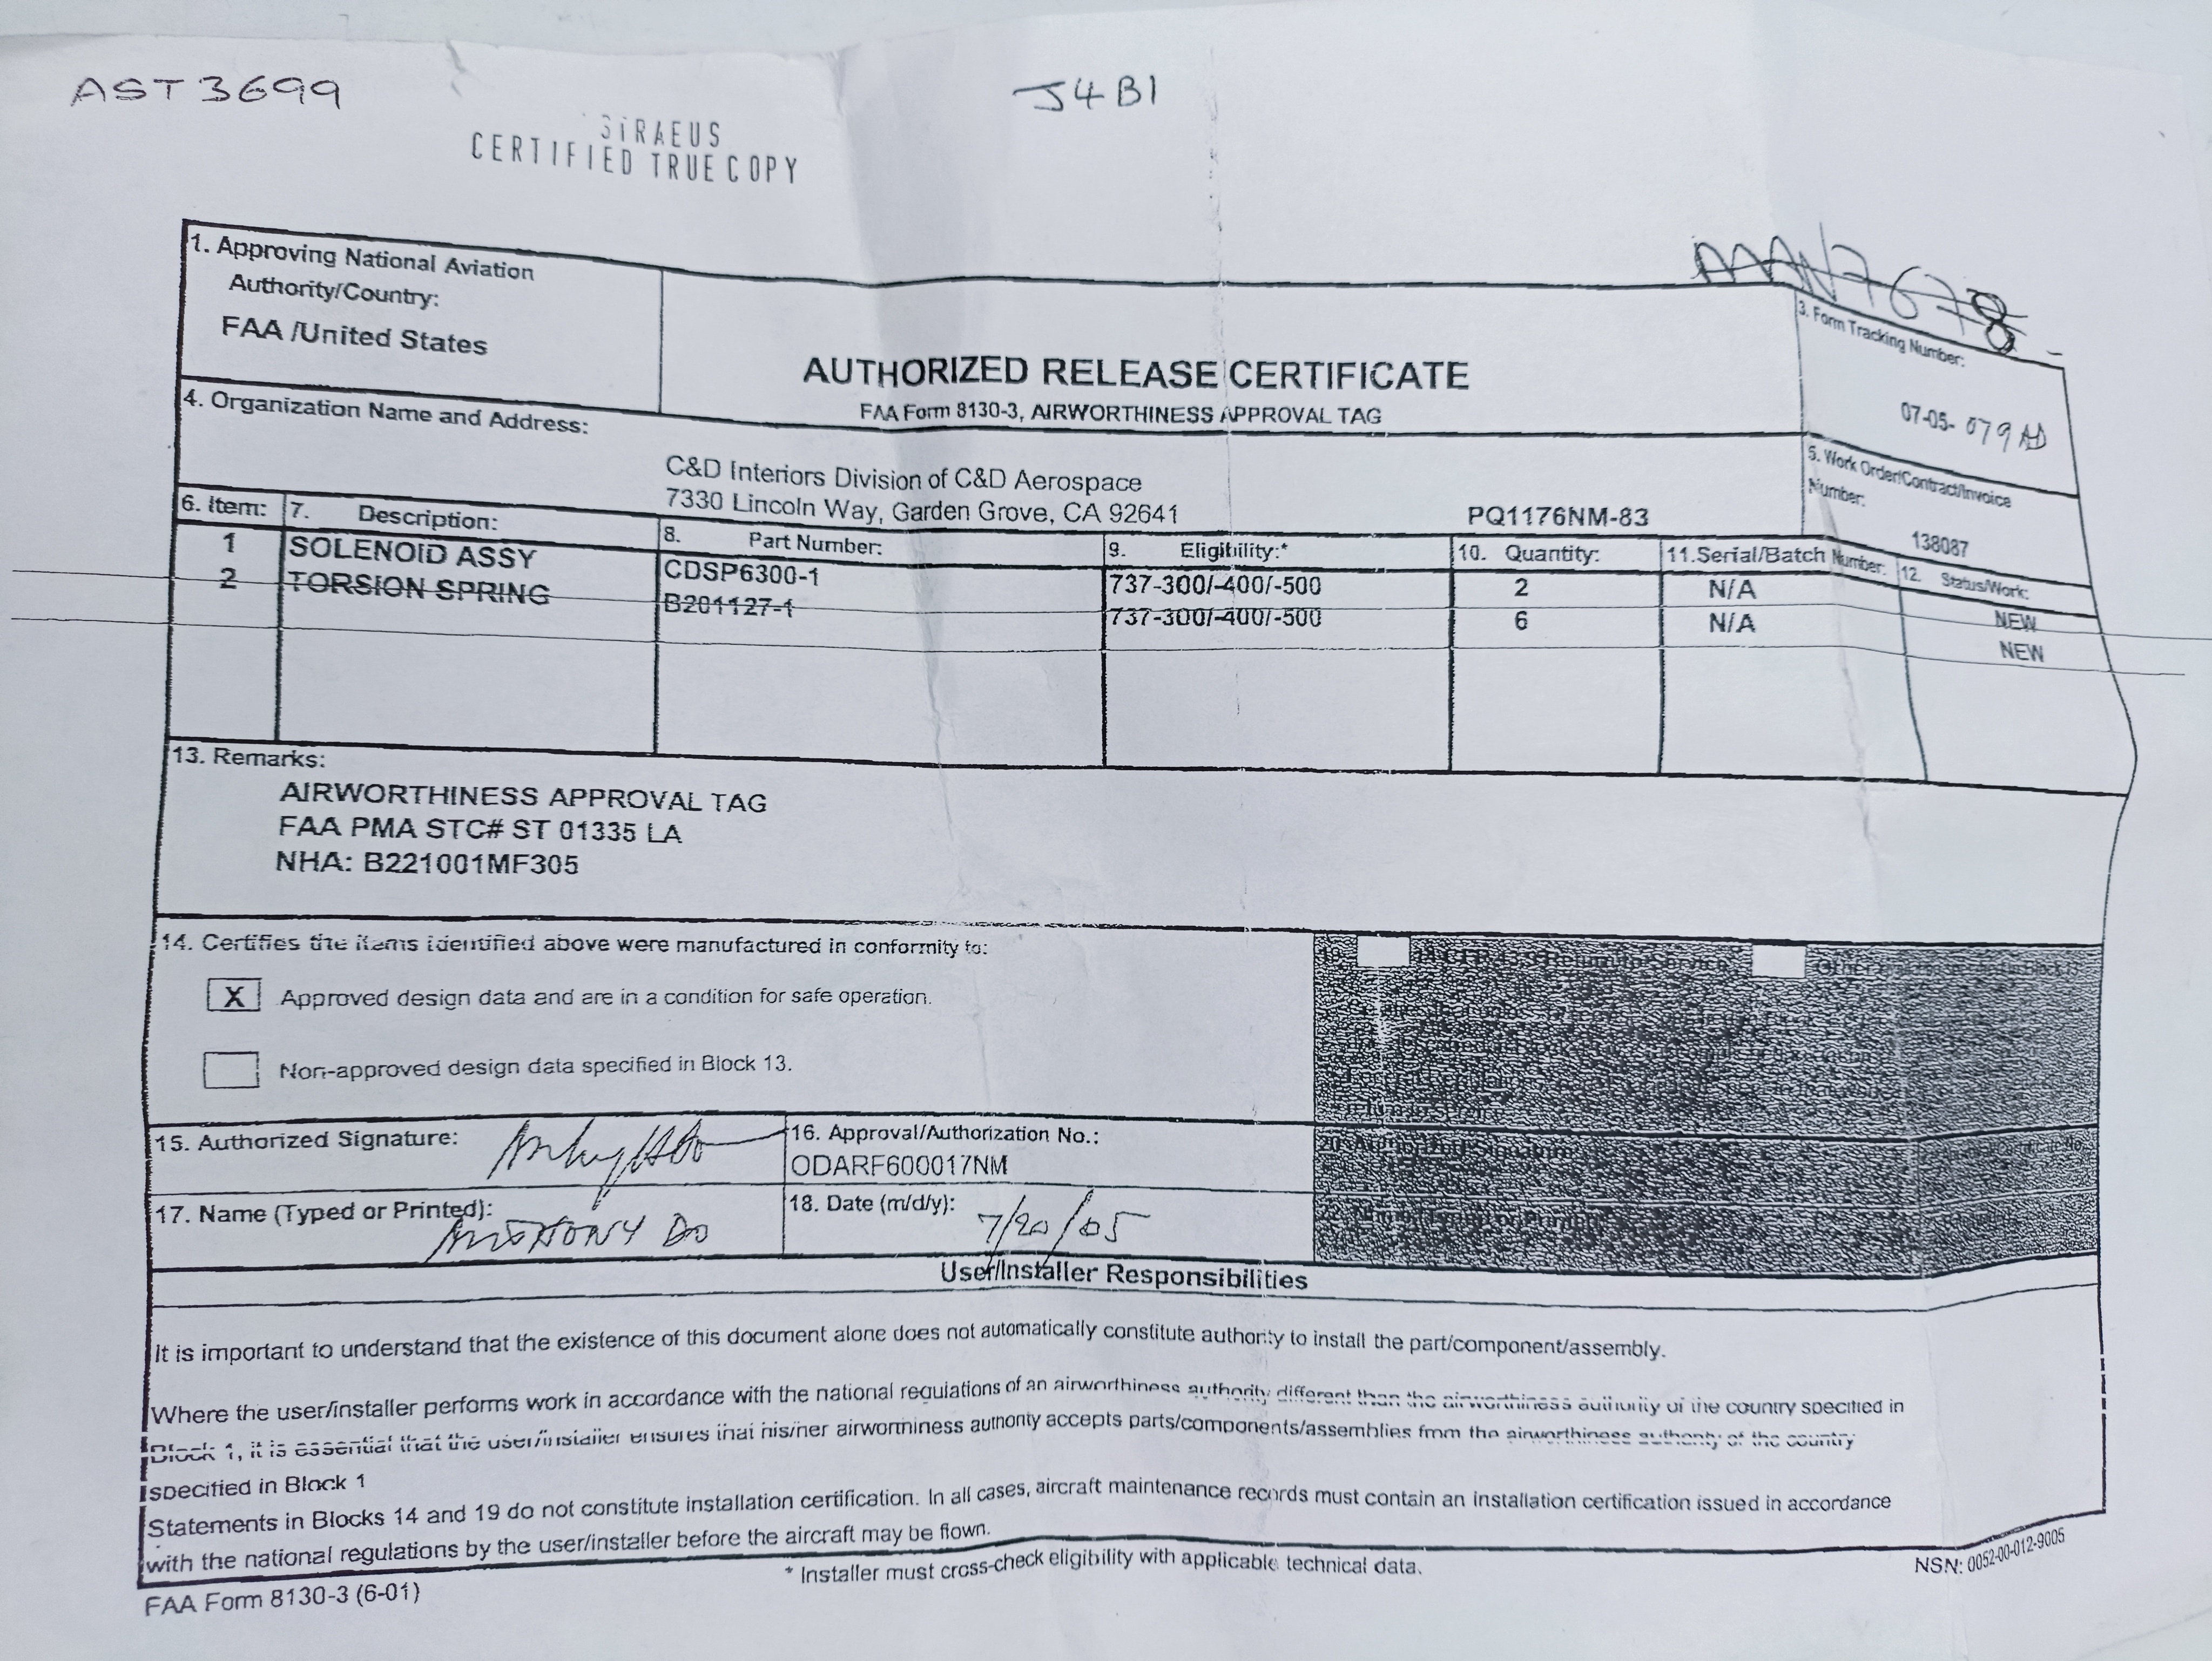 AST 3699
J4B1
STRAEUS
CERTIFIED TRUE COPY
1. Approving National Aviation
Authority/Country:
FAA /United States
AUTHORIZED RELEASE CERTIFICATE
FAA Form 8130-3, AIRWORTHINESS APPROVAL TAG
3. Form Tracking Number:
07-05- 079 AD
4. Organization Name and Address:
C&D Interiors Division of C&D Aerospace
7330 Lincoln Way, Garden Grove, CA 92641
PQ1176NM-83
5. Work Order/Contract/Invoice
Number:
138087
6. Item: 7. Description: 8. Part Number: 9. Eligibility:* 10. Quantity: 11.Serial/Batch Number: 12. Status/Work:
1 SOLENOID ASSY CDSP6300-1 737-300/-400/-500 2 N/A NEW
2 TORSION SPRING B201127-1 737-300/-400/-500 6 N/A NEW
13. Remarks:
AIRWORTHINESS APPROVAL TAG
FAA PMA STC# ST 01335 LA
NHA: B221001MF305
14. Certifies the items identified above were manufactured in conformity to:
X Approved design data and are in a condition for safe operation.
Non-approved design data specified in Block 13.
15. Authorized Signature:
16. Approval/Authorization No.:
ODARF600017NM
17. Name (Typed or Printed):
ANTHONY DO
18. Date (m/d/y):
7/20/05
User/Installer Responsibilities
It is important to understand that the existence of this document alone does not automatically constitute authority to install the part/component/assembly.
Where the user/installer performs work in accordance with the national regulations of an airworthiness authority different than the airworthiness authority of the country specified in
Block 1, it is essential that the user/installer ensures that his/her airworthiness authority accepts parts/components/assemblies from the airworthiness authority of the country
specified in Block 1
Statements in Blocks 14 and 19 do not constitute installation certification. In all cases, aircraft maintenance records must contain an installation certification issued in accordance
with the national regulations by the user/installer before the aircraft may be flown.
* Installer must cross-check eligibility with applicable technical data.
FAA Form 8130-3 (6-01)
NSN: 0052-00-012-9005